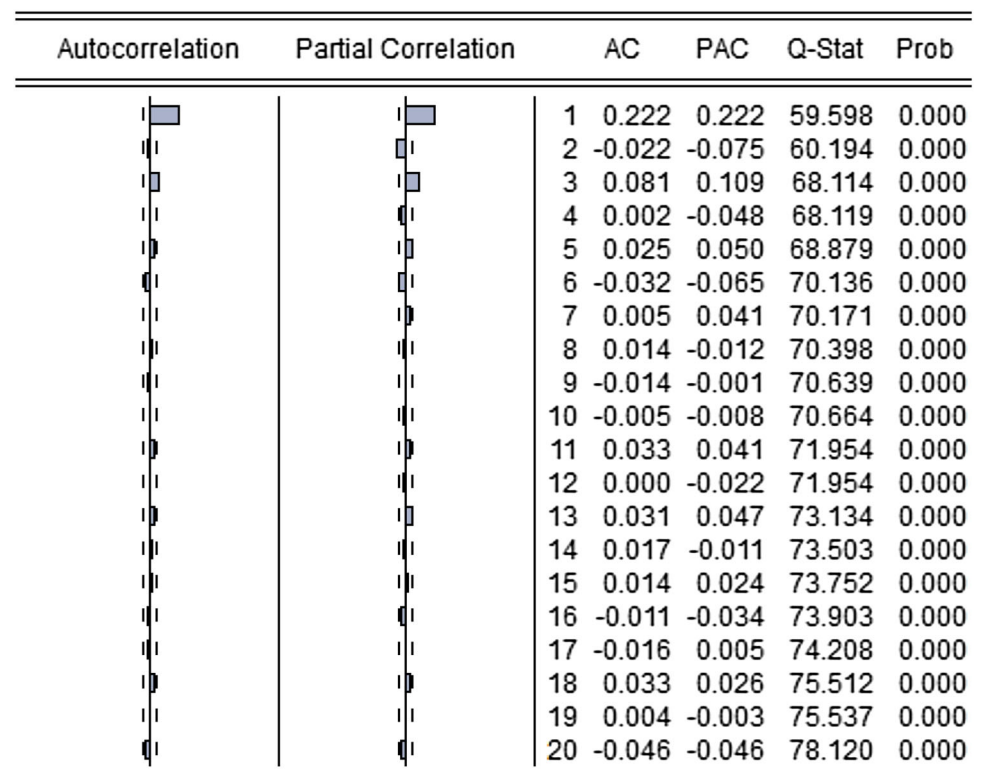 Autocorrelation Partial Correlation AC PAC Q-Stat Prob
1 0.222 0.222 59.598 0.000
2 -0.022 -0.075 60.194 0.000
3 0.081 0.109 68.114 0.000
4 0.002 -0.048 68.119 0.000
5 0.025 0.050 68.879 0.000
6 -0.032 -0.065 70.136 0.000
7 0.005 0.041 70.171 0.000
8 0.014 -0.012 70.398 0.000
9 -0.014 -0.001 70.639 0.000
10 -0.005 -0.008 70.664 0.000
11 0.033 0.041 71.954 0.000
12 0.000 -0.022 71.954 0.000
13 0.031 0.047 73.134 0.000
14 0.017 -0.011 73.503 0.000
15 0.014 0.024 73.752 0.000
16 -0.011 -0.034 73.903 0.000
17 -0.016 0.005 74.208 0.000
18 0.033 0.026 75.512 0.000
19 0.004 -0.003 75.537 0.000
20 -0.046 -0.046 78.120 0.000